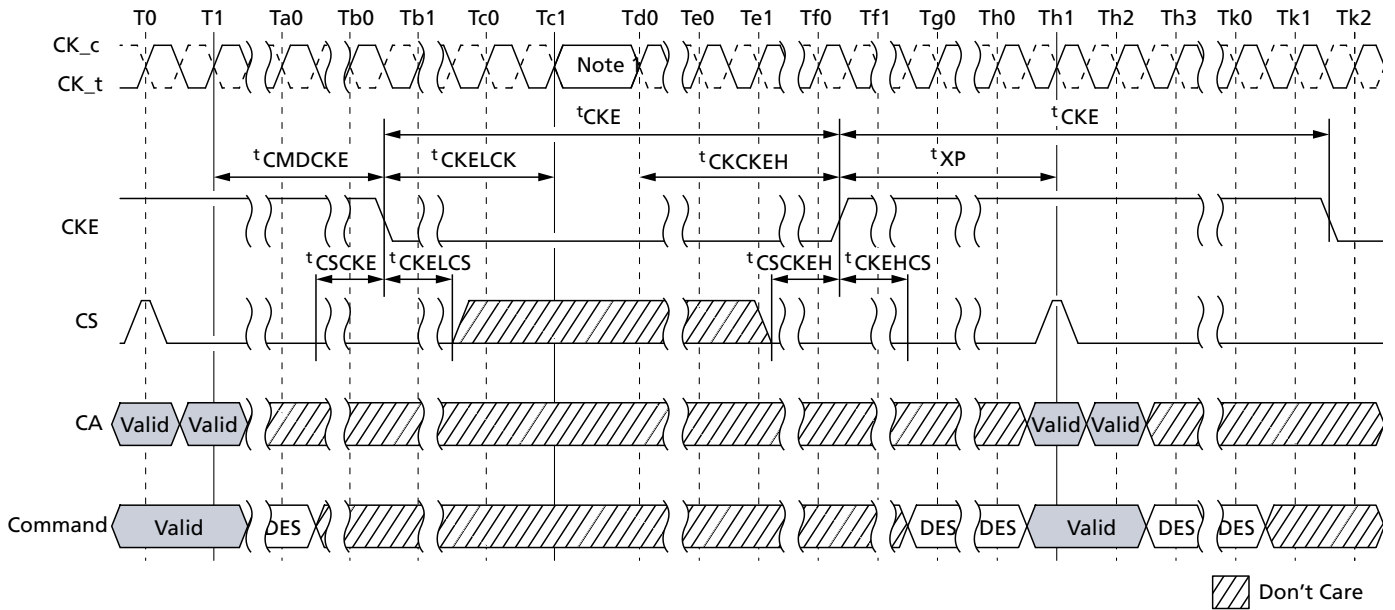 T0 T1 Ta0 Tb0 Tb1 Tc0 Tc1 Td0 Te0 Te1 Tf0 Tf1 Tg0 Th0 Th1 Th2 Th3 Tk0 Tk1 Tk2
CK_c
Note
CK_t
tCKE tCKE
tCMDCKE tCKELCK tCKCKEH tXP
CKE
tCSCKE tCKELCS tCSCKEH tCKEHCS
CS
CA Valid Valid Valid Valid
Command Valid DES DES DES Valid DES DES
Don't Care